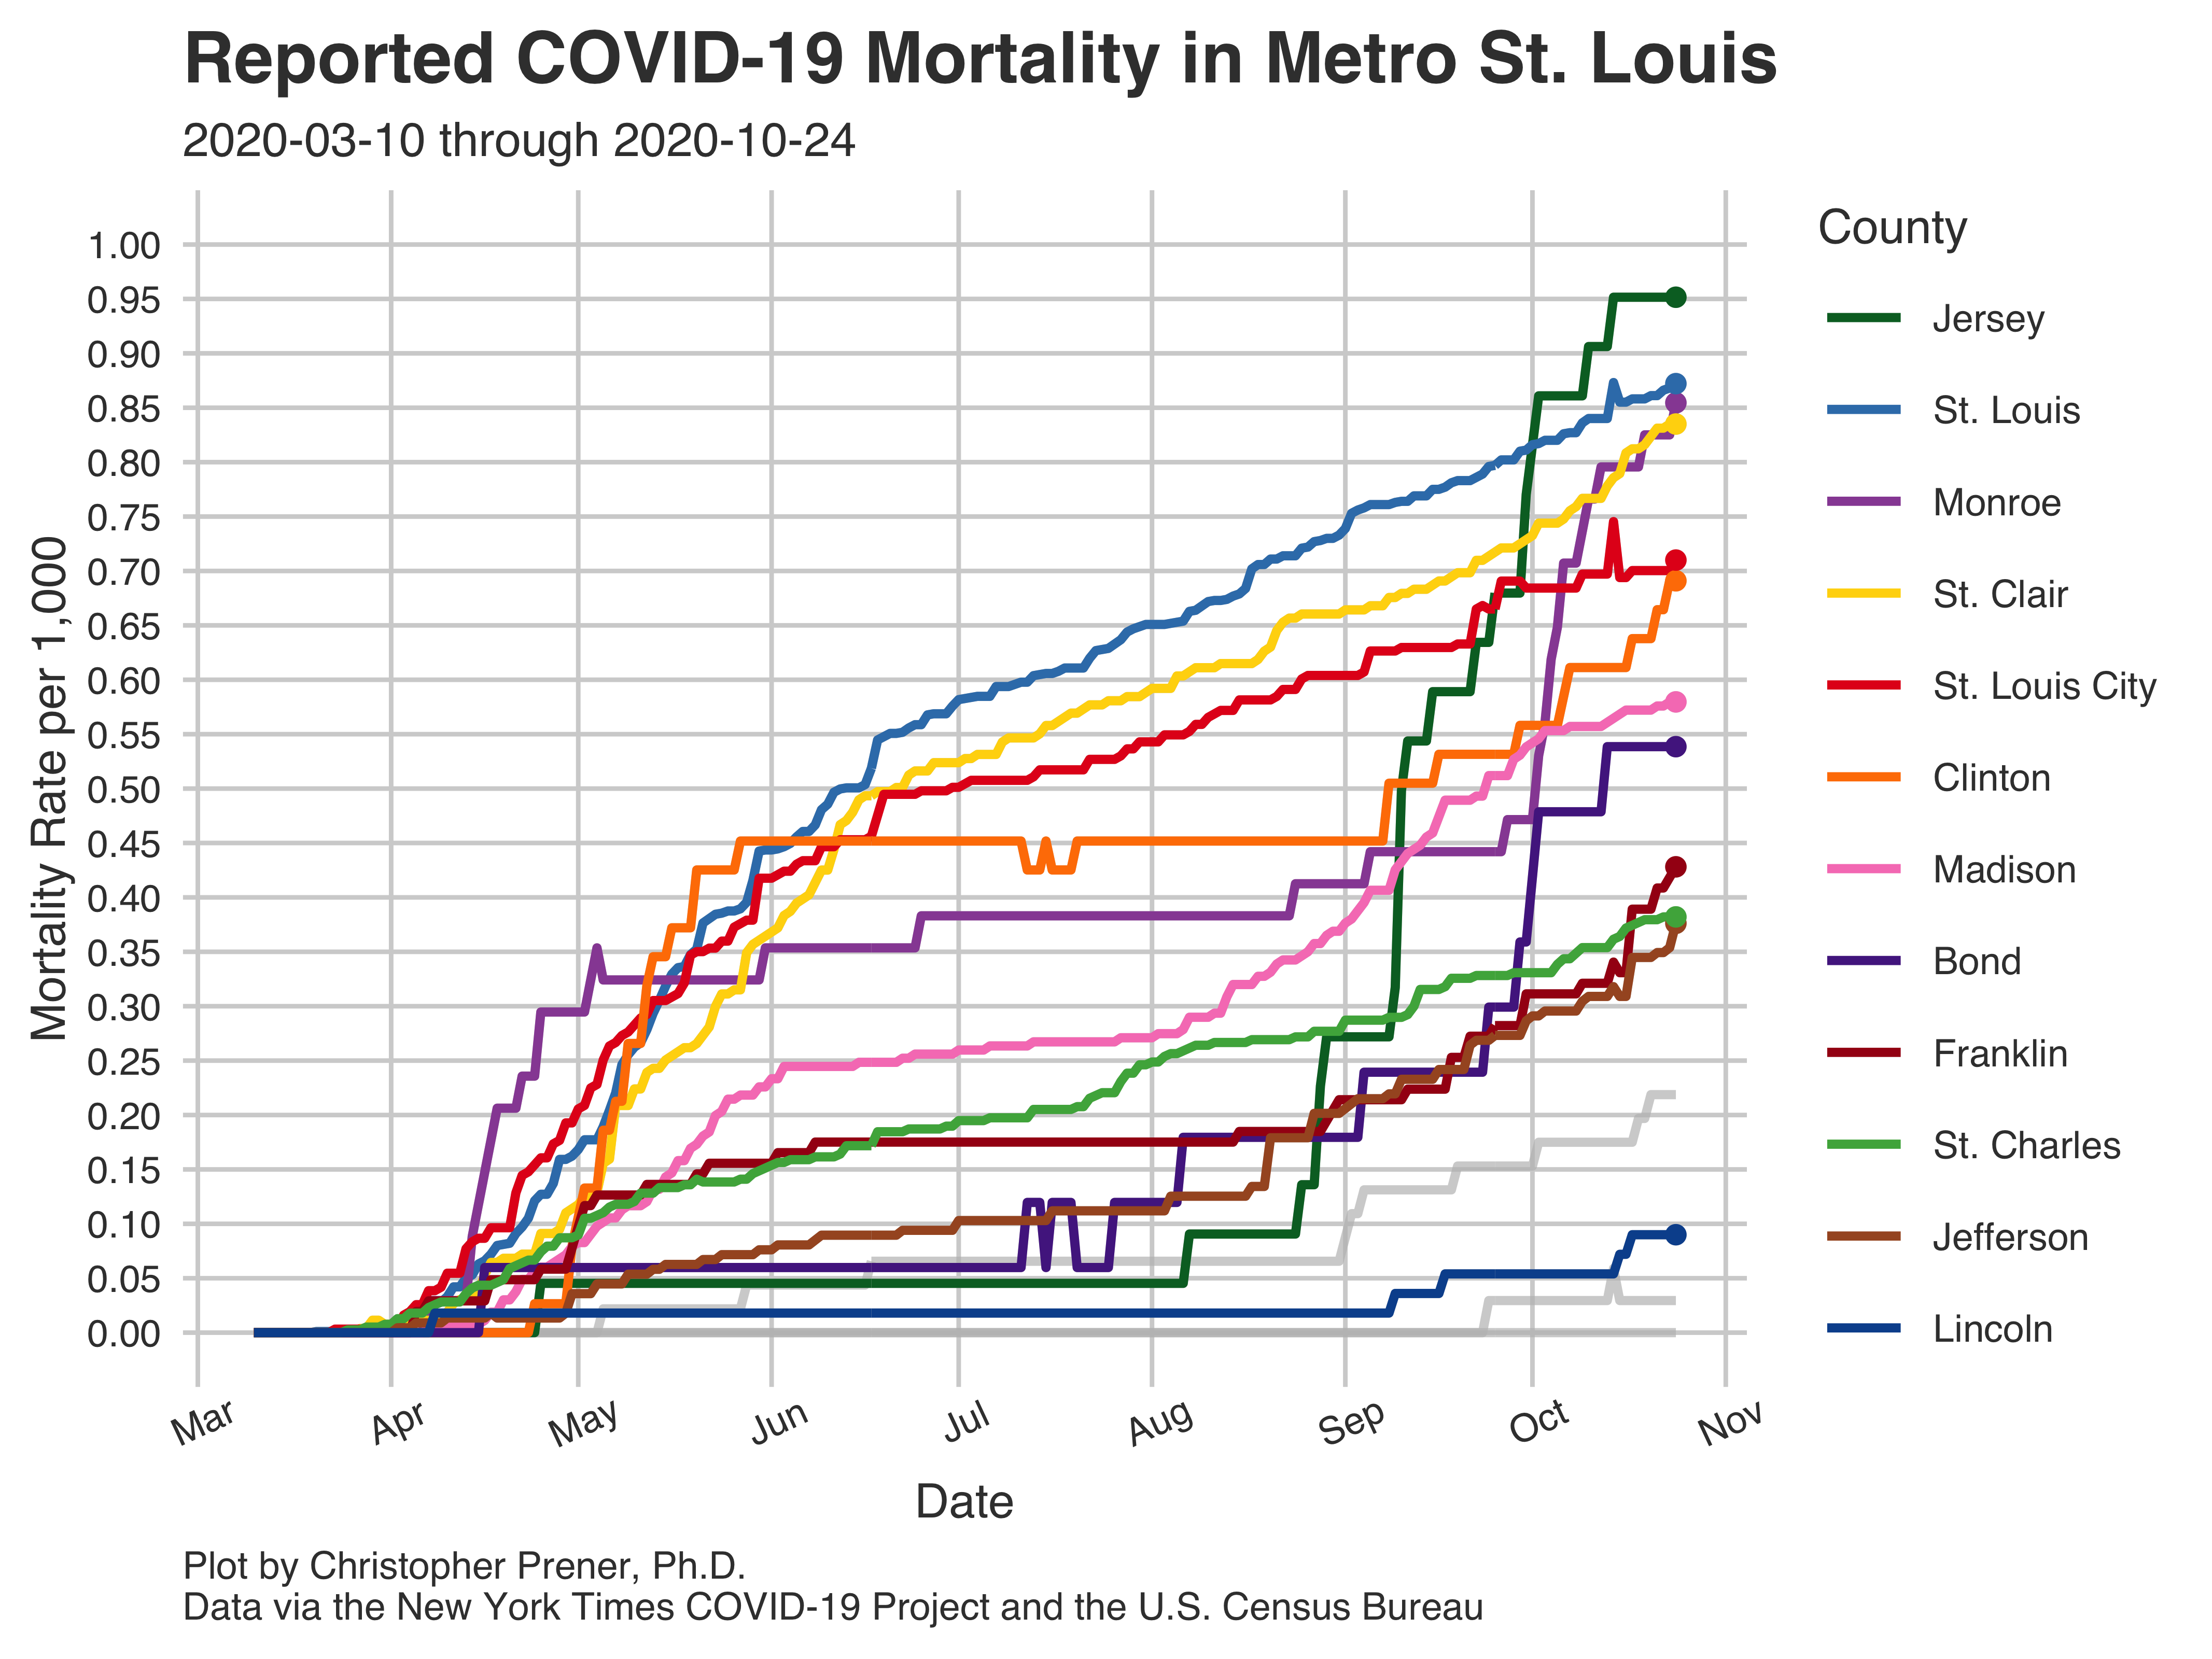 Reported COVID-19 Mortality in Metro St. Louis
2020-03-10 through 2020-10-24
Mortality Rate per 1,000
1.00
0.95
0.90
0.85
0.80
0.75
0.70
0.65
0.60
0.55
0.50
0.45
0.40
0.35
0.30
0.25
0.20
0.15
0.10
0.05
0.00
Mar Apr May Jun Jul Aug Sep Oct Nov
Date
County
Jersey
St. Louis
Monroe
St. Clair
St. Louis City
Clinton
Madison
Bond
Franklin
St. Charles
Jefferson
Lincoln
Plot by Christopher Prener, Ph.D.
Data via the New York Times COVID-19 Project and the U.S. Census Bureau